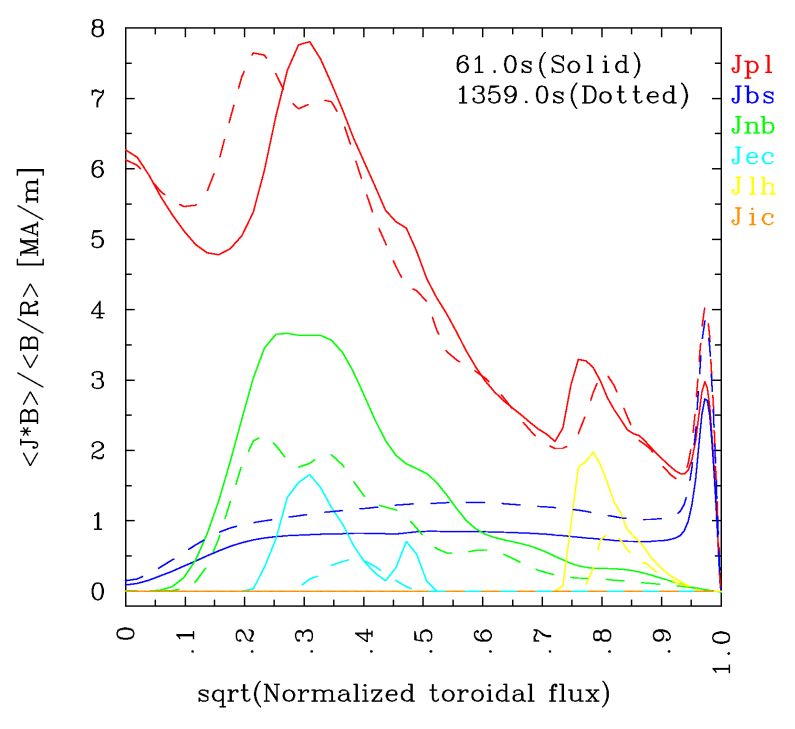 61.0s(Solid)
1359.0s(Dotted)
Jpl
Jbs
Jnb
Jec
Jlh
Jic
<J*B>/<B/R> [MA/m]
8
7
6
5
4
3
2
1
0
0 .1 .2 .3 .4 .5 .6 .7 .8 .9 1.0
sqrt(Normalized toroidal flux)